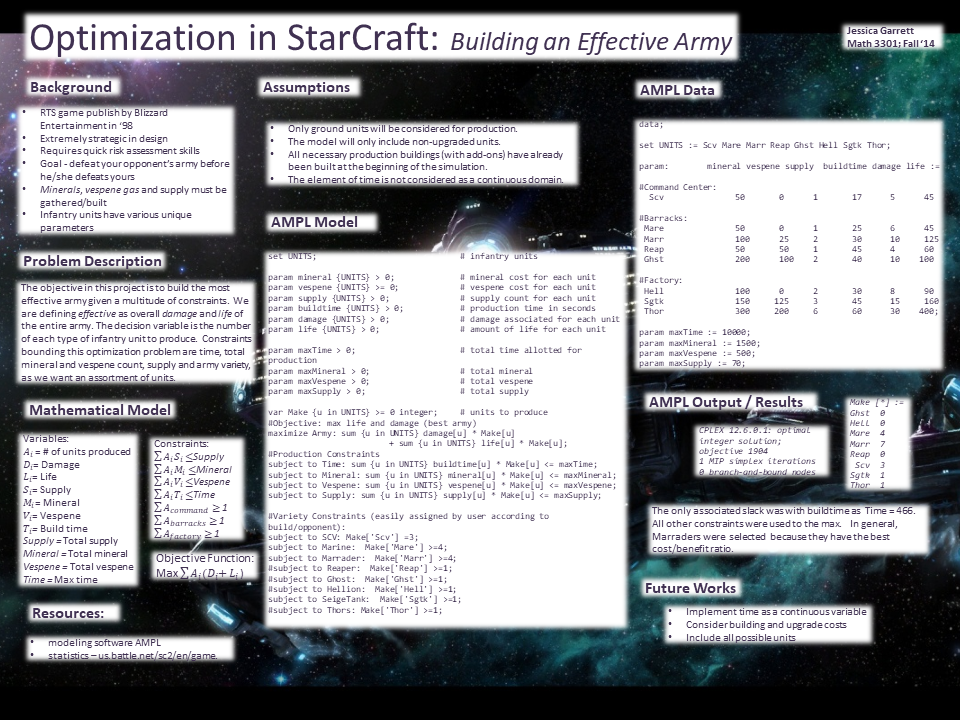 Optimization in StarCraft: Building an Effective Army
Jessica Garrett
Math 3301; Fall '14
Background
• RTS game publish by Blizzard
Entertainment in '98
• Extremely strategic in design
• Requires quick risk assessment skills
• Goal - defeat your opponent's army before
he/she defeats yours
• Minerals, vespene gas and supply must be
gathered/built
• Infantry units have various unique
parameters
Problem Description
The objective in this project is to build the most
effective army given a multitude of constraints. We
are defining effective as overall damage and life of
the entire army. The decision variable is the number
of each type of infantry unit to produce. Constraints
bounding this optimization problem are time, total
mineral and vespene count, supply and army variety,
as we want an assortment of units.
Mathematical Model
Variables:
A_i = # of units produced
D_i = Damage
L_i = Life
S_i = Supply
M_i = Mineral
V_i = Vespene
T_i = Build time
Supply = Total supply
Mineral = Total mineral
Vespene = Total vespene
Time = Max time
Constraints:
∑ A_i S_i ≤ Supply
∑ A_i M_i ≤ Mineral
∑ A_i V_i ≤ Vespene
∑ A_i T_i ≤ Time
∑ A_command ≥ 1
∑ A_barracks ≥ 1
∑ A_factory ≥ 1
Objective Function:
Max ∑ A_i (D_i + L_i)
Resources:
• modeling software AMPL
• statistics – us.battle.net/sc2/en/game.
Assumptions
• Only ground units will be considered for production.
• The model will only include non-upgraded units.
• All necessary production buildings (with add-ons) have already
been built at the beginning of the simulation.
• The element of time is not considered as a continuous domain.
AMPL Model
set UNITS; # infantry units
param mineral {UNITS} > 0; # mineral cost for each unit
param vespene {UNITS} >= 0; # vespene cost for each unit
param supply {UNITS} > 0; # supply count for each unit
param buildtime {UNITS} > 0; # production time in seconds
param damage {UNITS} > 0; # damage associated for each unit
param life {UNITS} > 0; # amount of life for each unit
param maxTime > 0; # total time allotted for
production
param maxMineral > 0; # total mineral
param maxVespene > 0; # total vespene
param maxSupply > 0; # total supply
var Make {u in UNITS} >= 0 integer; # units to produce
#Objective: max life and damage (best army)
maximize Army: sum {u in UNITS} damage[u] * Make[u]
+ sum {u in UNITS} life[u] * Make[u];
#Production Constraints
subject to Time: sum {u in UNITS} buildtime[u] * Make[u] <= maxTime;
subject to Mineral: sum {u in UNITS} mineral[u] * Make[u] <= maxMineral;
subject to Vespene: sum {u in UNITS} vespene[u] * Make[u] <= maxVespene;
subject to Supply: sum {u in UNITS} supply[u] * Make[u] <= maxSupply;
#Variety Constraints (easily assigned by user according to
build/opponent):
subject to SCV: Make['Scv'] =3;
subject to Marine: Make['Mare'] >=4;
subject to Marrader: Make['Marr'] >=4;
#subject to Reaper: Make['Reap'] >=1;
#subject to Ghost: Make['Ghst'] >=1;
#subject to Hellion: Make['Hell'] >=1;
subject to SeigeTank: Make['Sgtk'] >=1;
#subject to Thors: Make['Thor'] >=1;
AMPL Data
data;
set UNITS := Scv Mare Marr Reap Ghst Hell Sgtk Thor;
param: mineral vespene supply buildtime damage life :=
#Command Center:
Scv 50 0 1 17 5 45
#Barracks:
Mare 50 0 1 25 6 45
Marr 100 25 2 30 10 125
Reap 50 50 1 45 4 60
Ghst 200 100 2 40 10 100
#Factory:
Hell 100 0 2 30 8 90
Sgtk 150 125 3 45 15 160
Thor 300 200 6 60 30 400;
param maxTime := 10000;
param maxMineral := 1500;
param maxVespene := 500;
param maxSupply := 70;
AMPL Output / Results
CPLEX 12.6.0.1: optimal
integer solution;
objective 1904
1 MIP simplex iterations
0 branch-and-bound nodes
Make [*] :=
Ghst 0
Hell 0
Mare 4
Marr 7
Reap 0
Scv 3
Sgtk 1
Thor 1
The only associated slack was with buildtime as Time = 466.
All other constraints were used to the max. In general,
Marraders were selected because they have the best
cost/benefit ratio.
Future Works
• Implement time as a continuous variable
• Consider building and upgrade costs
• Include all possible units